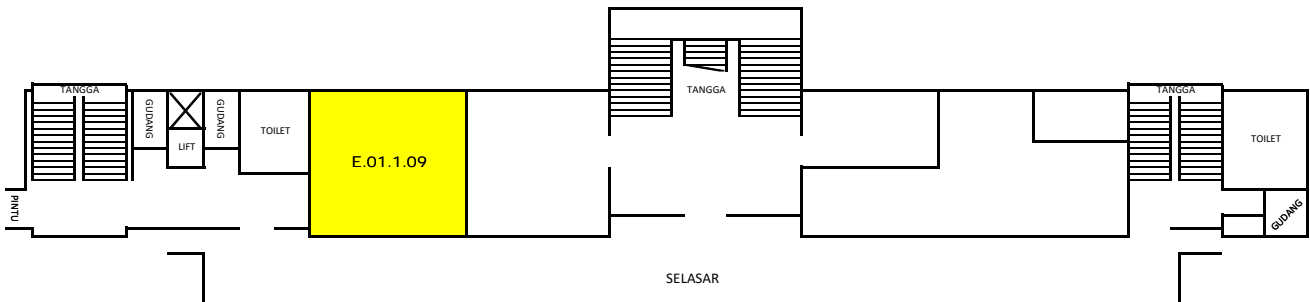 TANGGA
GUDANG
LIFT
GUDANG
TOILET
E.01.1.09
PINTU
TANGGA
TANGGA
TOILET
GUDANG
SELASAR